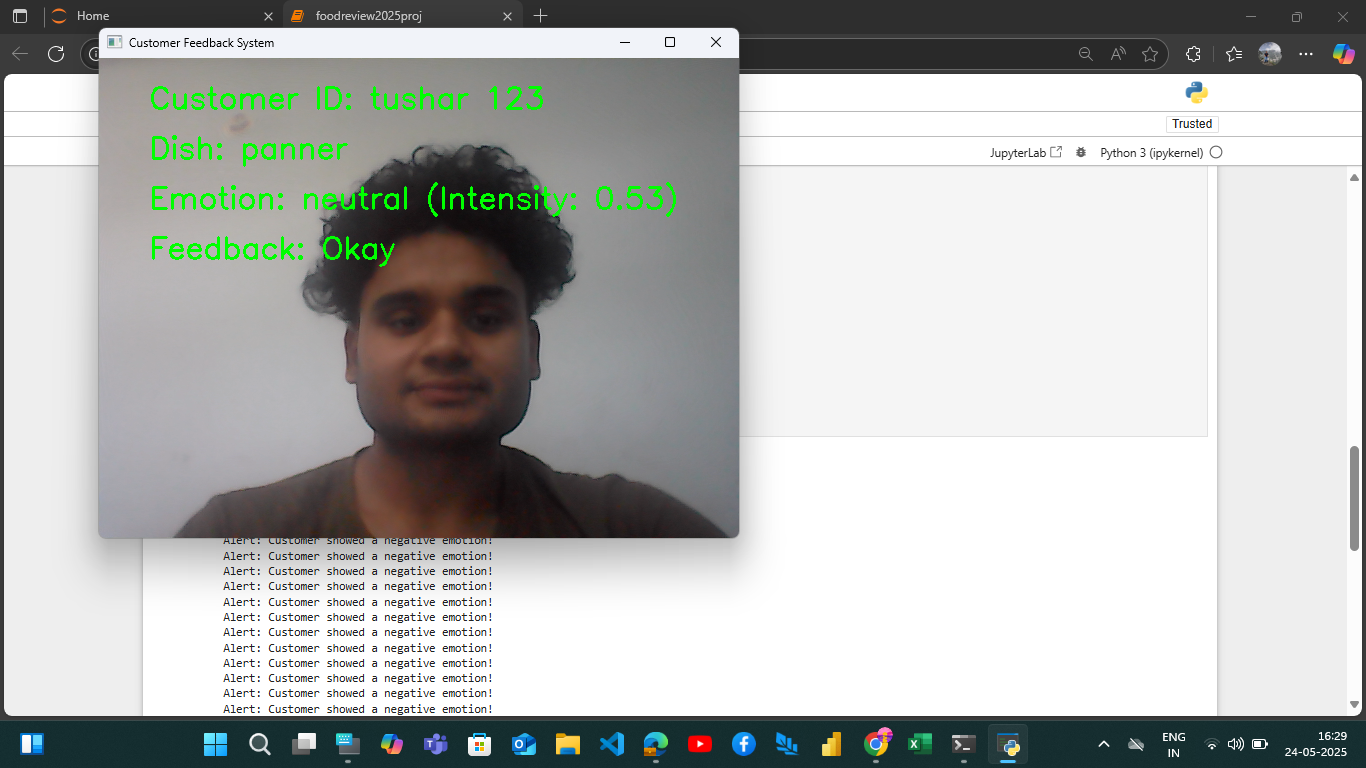 Home
foodreview2025proj
Customer Feedback System
Customer ID: tushar 123
Dish: panner
Emotion: neutral (Intensity: 0.53)
Feedback: Okay
Trusted
JupyterLab
Python 3 (ipykernel)
Alert: Customer showed a negative emotion!
Alert: Customer showed a negative emotion!
Alert: Customer showed a negative emotion!
Alert: Customer showed a negative emotion!
Alert: Customer showed a negative emotion!
Alert: Customer showed a negative emotion!
Alert: Customer showed a negative emotion!
Alert: Customer showed a negative emotion!
Alert: Customer showed a negative emotion!
Alert: Customer showed a negative emotion!
Alert: Customer showed a negative emotion!
Alert: Customer showed a negative emotion!
ENG
IN
16:29
24-05-2025